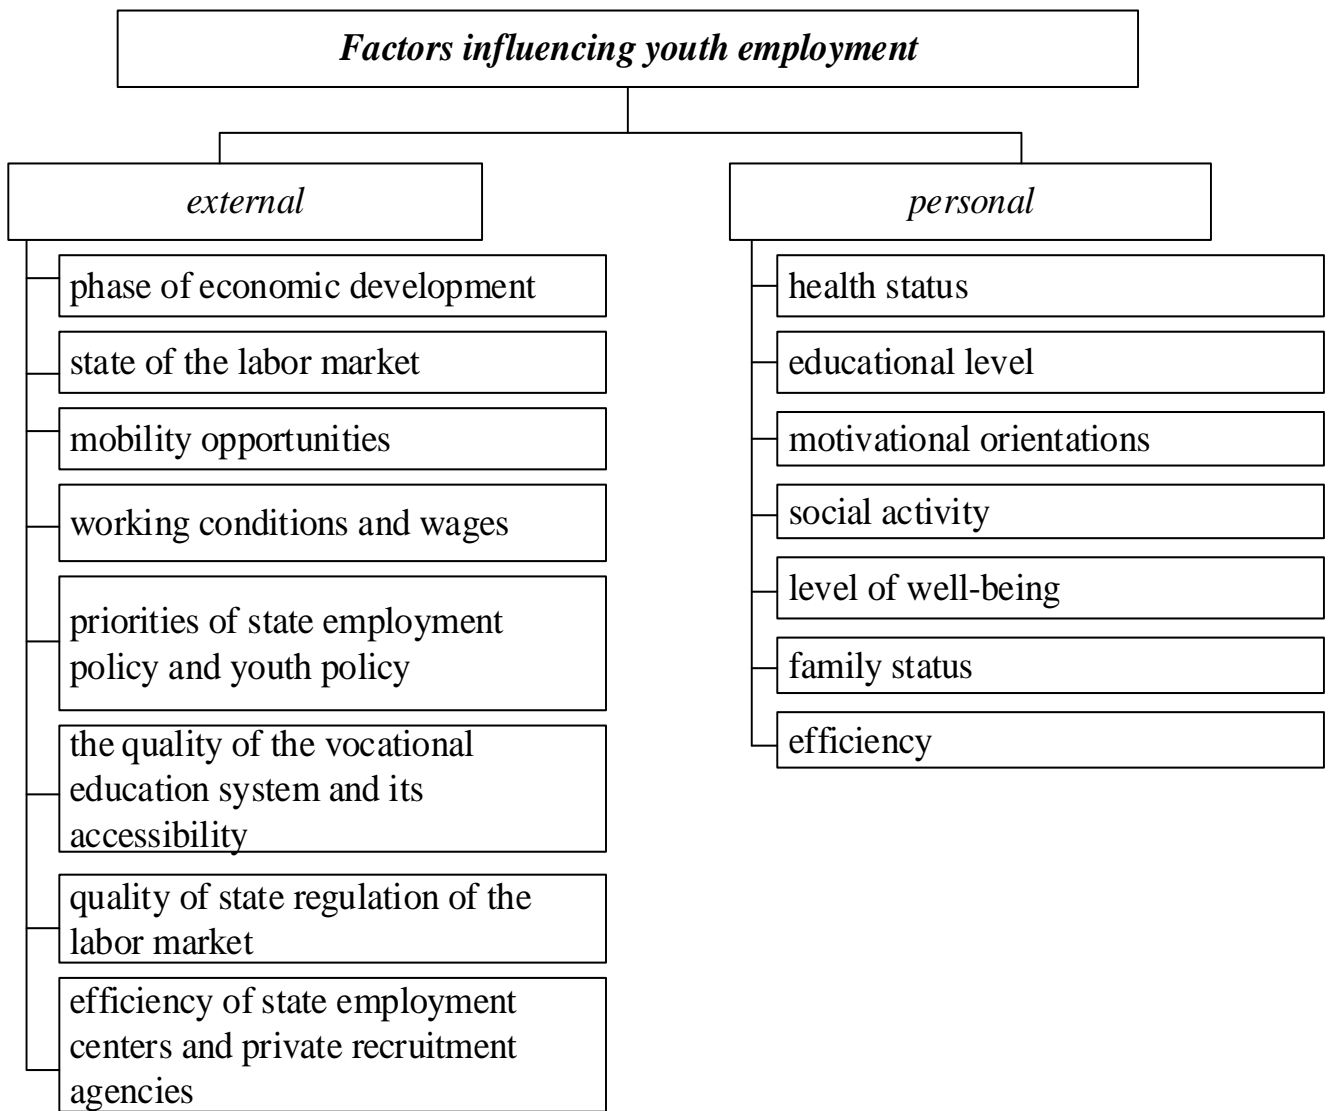 Factors influencing youth employment
external
phase of economic development
state of the labor market
mobility opportunities
working conditions and wages
priorities of state employment
policy and youth policy
the quality of the vocational
education system and its
accessibility
quality of state regulation of the
labor market
efficiency of state employment
centers and private recruitment
agencies
personal
health status
educational level
motivational orientations
social activity
level of well-being
family status
efficiency